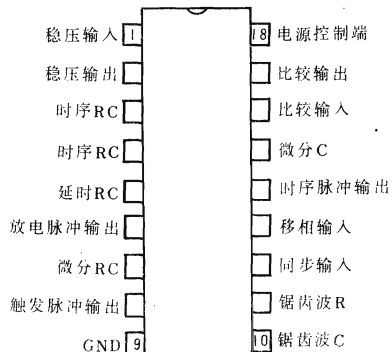 稳压输入 1 18 电源控制端
稳压输出 比较输出
时序RC 比较输入
时序RC 微分C
延时RC 时序脉冲输出
放电脉冲输出 移相输入
微分RC 同步输入
触发脉冲输出 锯齿波R
GND 9 10 锯齿波C